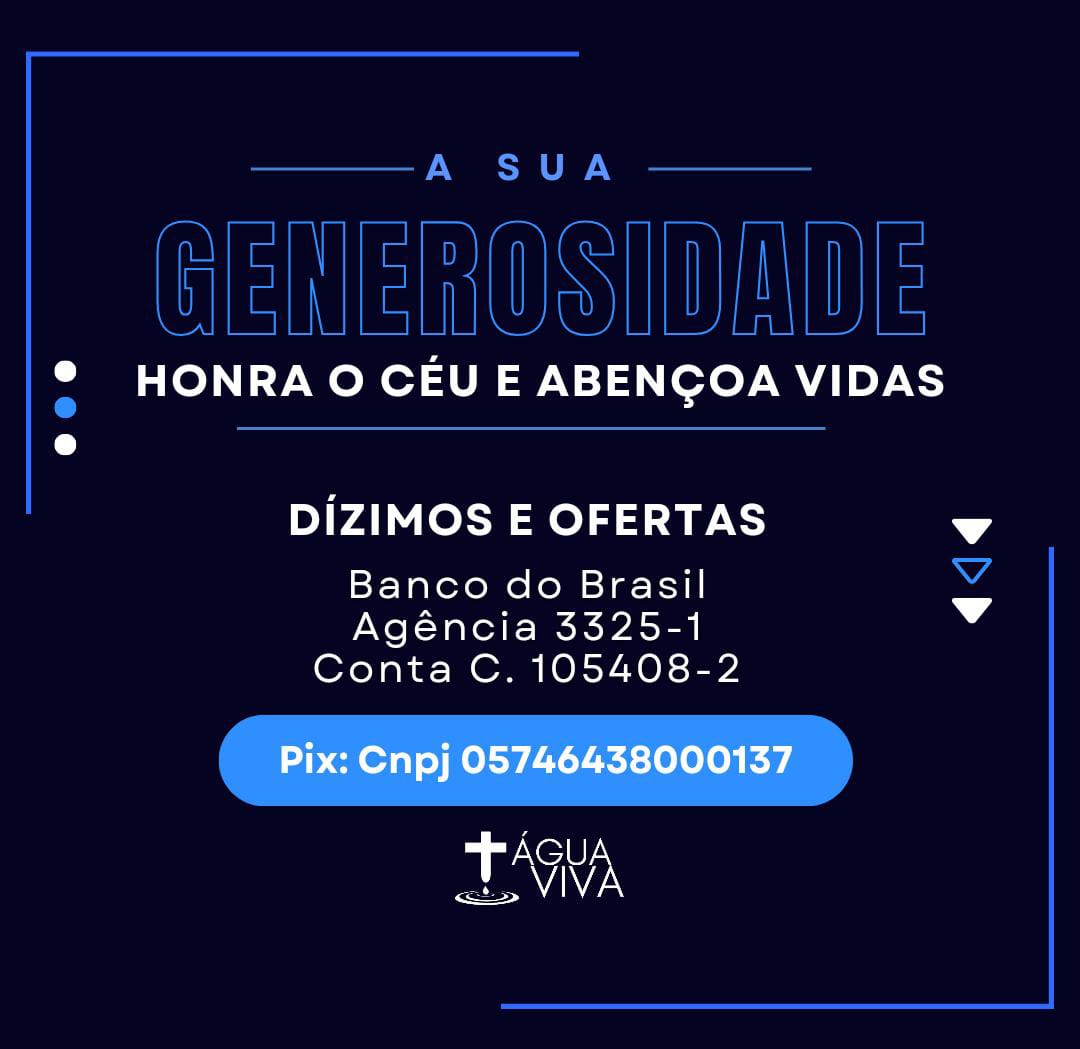 A SUA
GENEROSIDADE
HONRA O CÉU E ABENÇOA VIDAS
DÍZIMOS E OFERTAS
Banco do Brasil
Agência 3325-1
Conta C. 105408-2
Pix: Cnpj 05746438000137
ÁGUA
VIVA